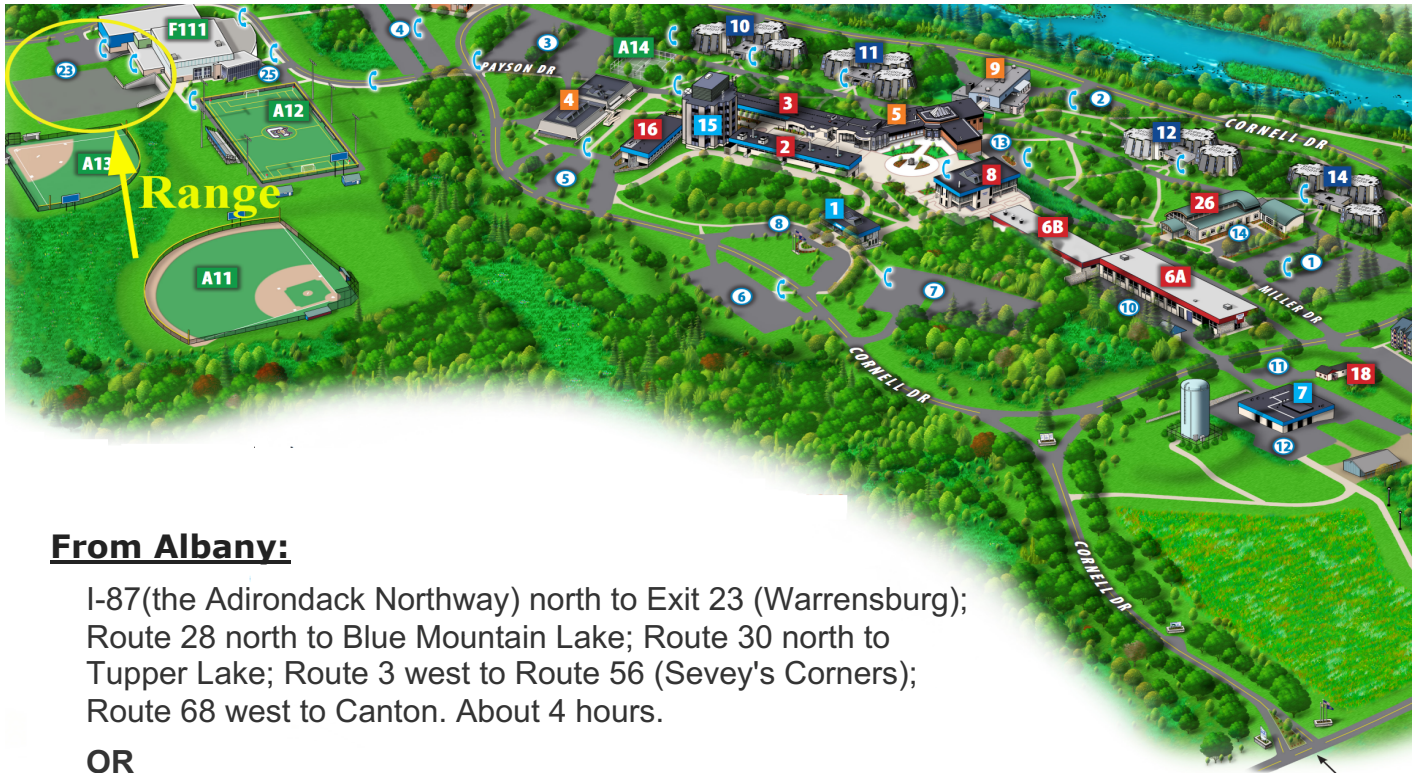 F111
10
4
A14
3
11
23
25
PAYSON DR
9
4
3
5
2
A12
15
16
2
12
CORNELL DR
13
A13
5
8
14
Range
1
26
8
6B
14
A11
6A
1
6
7
10
MILLER DR
CORNELL DR
11
18
7
12
CORNELL DR
From Albany:
I-87(the Adirondack Northway) north to Exit 23 (Warrensburg);
Route 28 north to Blue Mountain Lake; Route 30 north to
Tupper Lake; Route 3 west to Route 56 (Sevey's Corners);
Route 68 west to Canton. About 4 hours.
OR